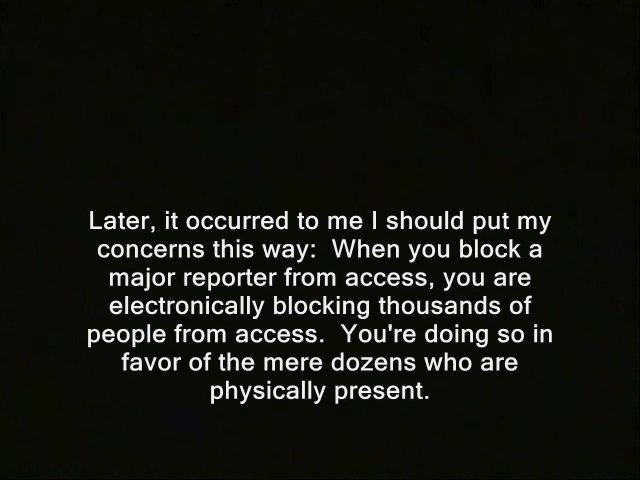 Later, it occurred to me I should put my
concerns this way:  When you block a
major reporter from access, you are
electronically blocking thousands of
people from access.  You're doing so in
favor of the mere dozens who are
physically present.